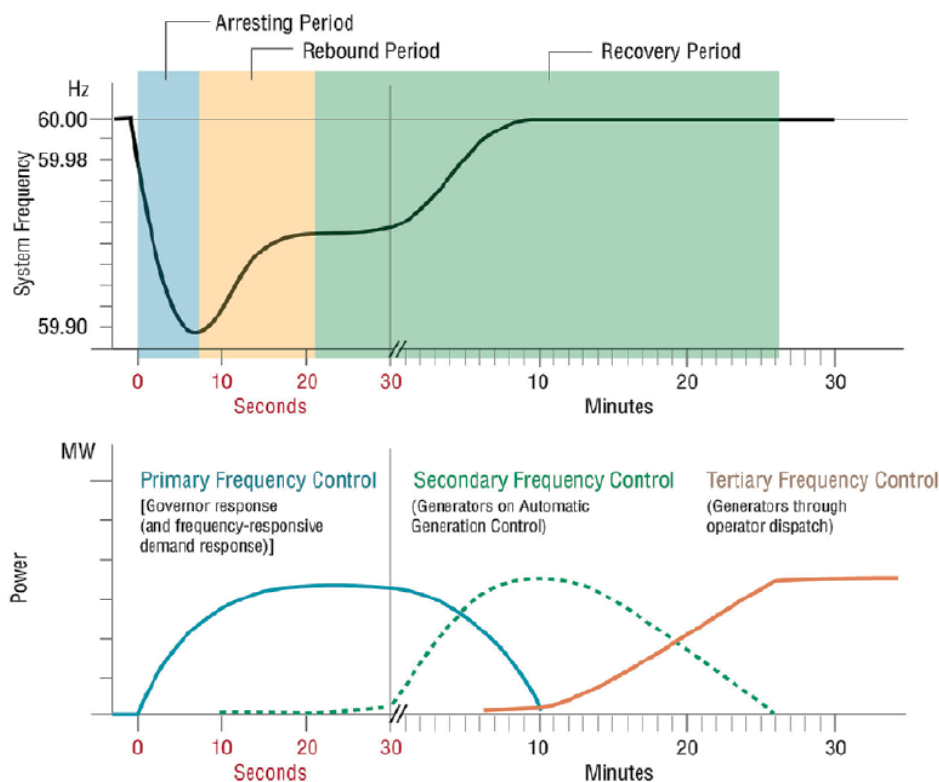 Arresting Period
Rebound Period
Recovery Period
Hz
60.00
59.98
System Frequency
59.90
0 10 20 30 10 20 30
Seconds Minutes
MW
Primary Frequency Control
[Governor response
(and frequency-responsive
demand response)]
Secondary Frequency Control
(Generators on Automatic
Generation Control)
Tertiary Frequency Control
(Generators through
operator dispatch)
Power
0 10 20 30 10 20 30
Seconds Minutes